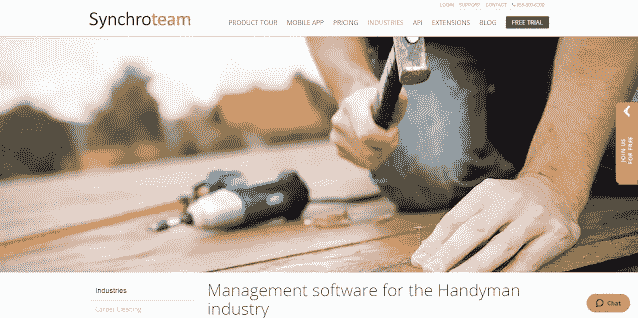 LOGIN SUPPORT CONTACT
Synchroteam
PRODUCT TOUR MOBILE APP PRICING INDUSTRIES API EXTENSIONS BLOG FREE TRIAL
JOIN US
FOR FREE
Industries
Carpet Cleaning
Management software for the Handyman
industry
Chat